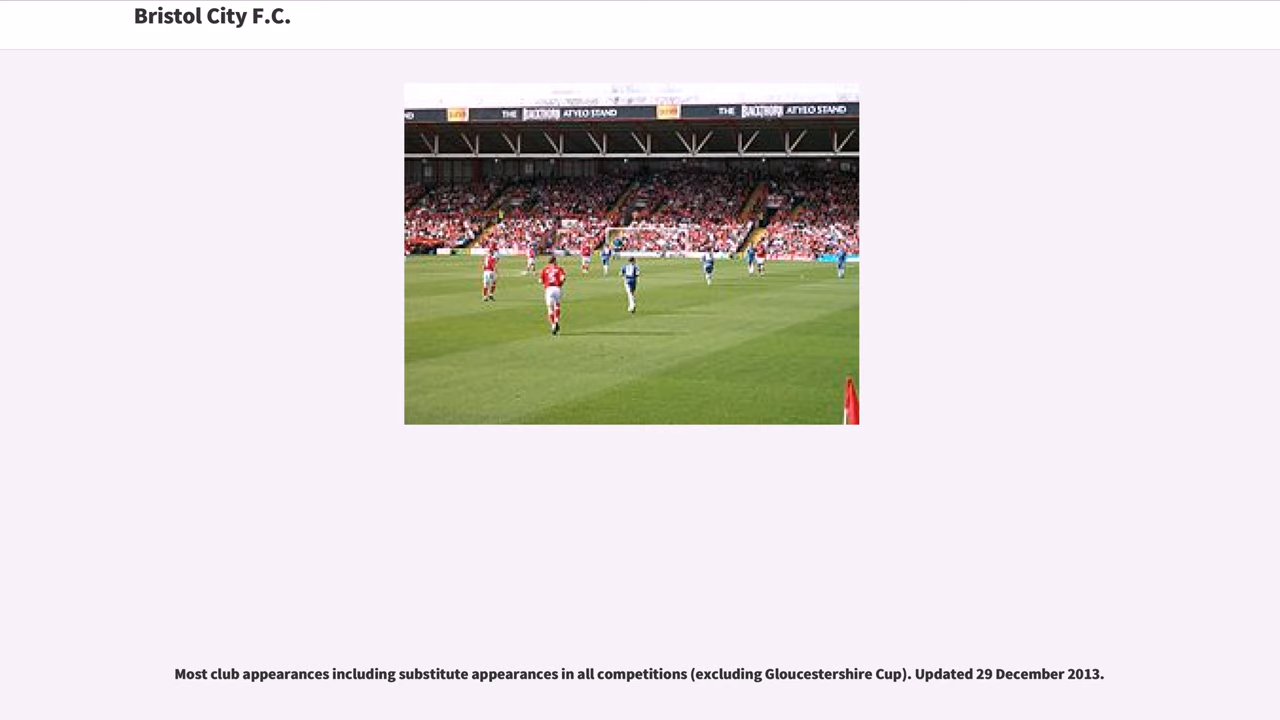 Bristol City F.C.
THE ATYEO STAND THE ATYEO STAND
Most club appearances including substitute appearances in all competitions (excluding Gloucestershire Cup). Updated 29 December 2013.